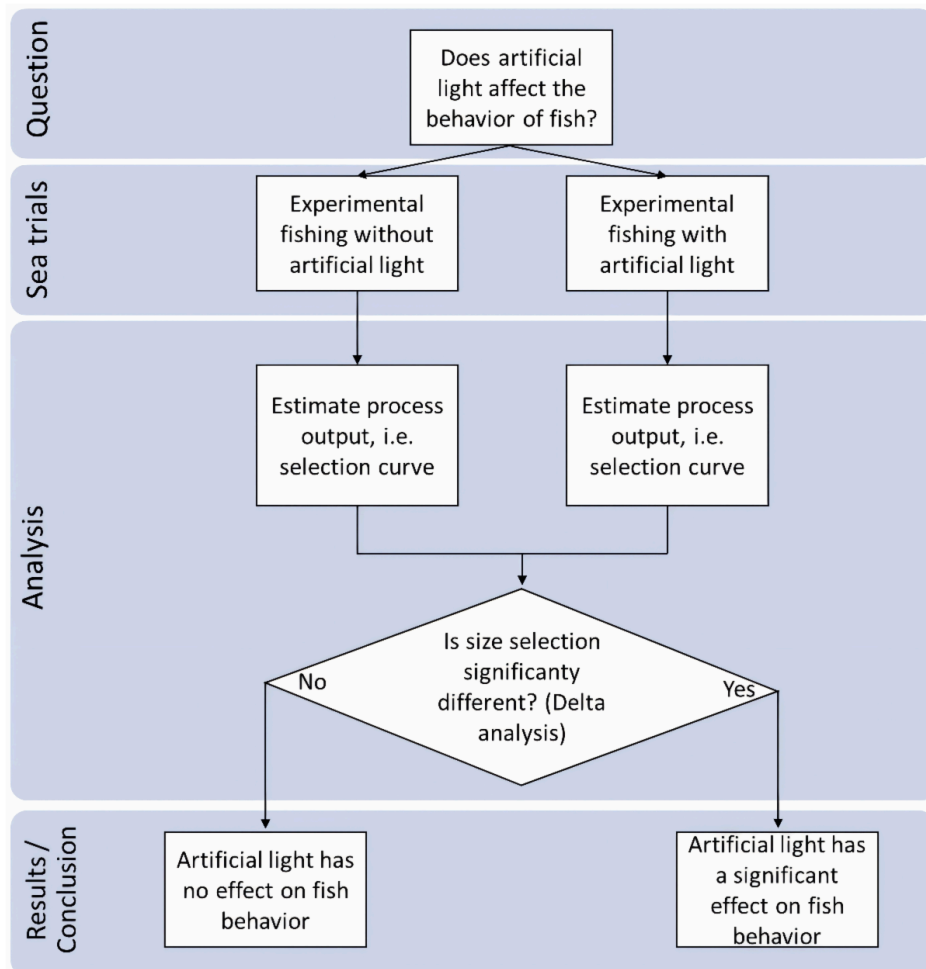 Question
Does artificial
light affect the
behavior of fish?
Sea trials
Experimental
fishing without
artificial light
Experimental
fishing with
artificial light
Analysis
Estimate process
output, i.e.
selection curve
Estimate process
output, i.e.
selection curve
Is size selection
significanty
different? (Delta
analysis)
No
Yes
Results /
Conclusion
Artificial light has
no effect on fish
behavior
Artificial light has
a significant
effect on fish
behavior